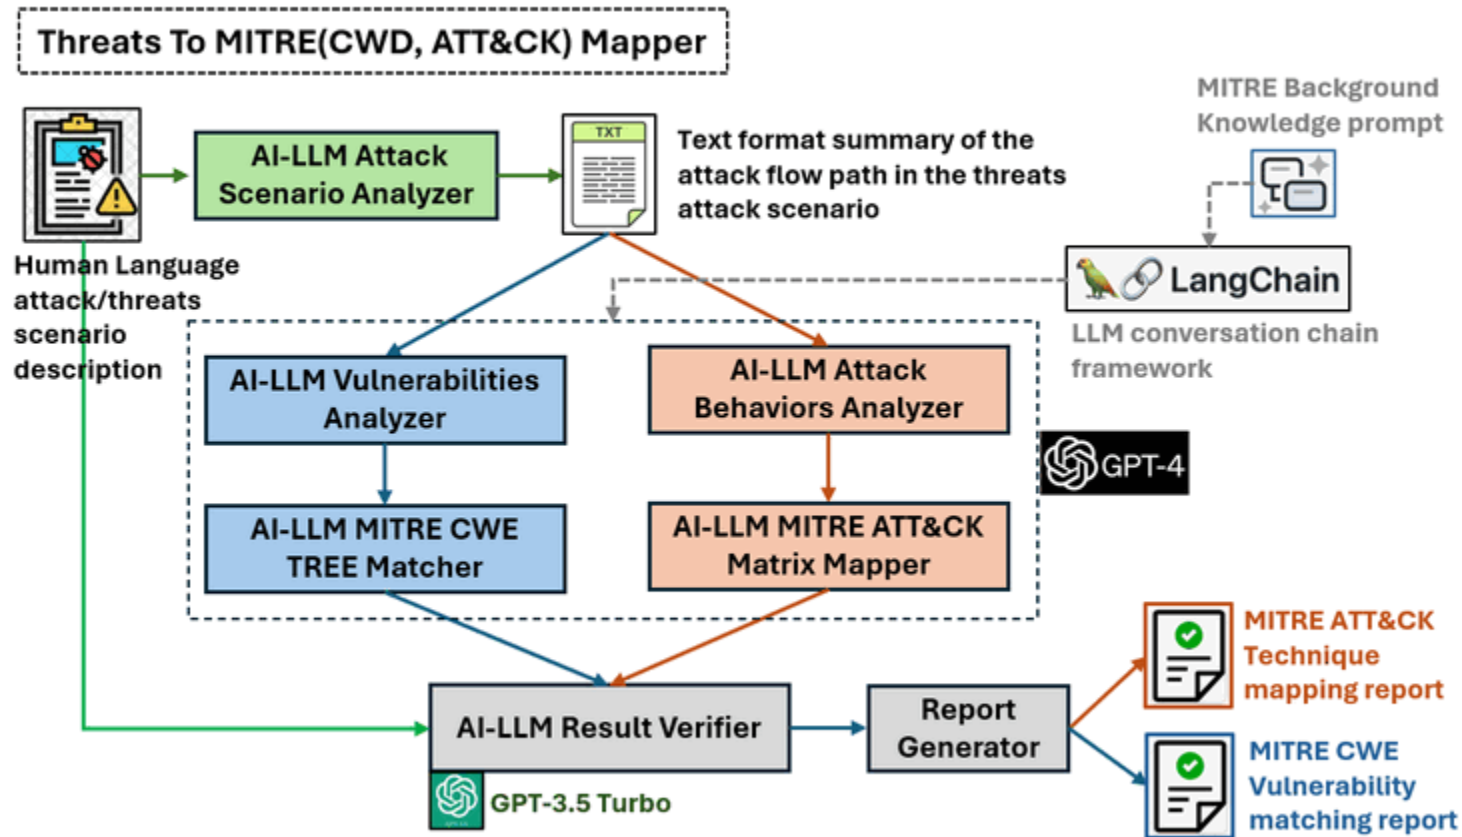 Threats To MITRE(CWD, ATT&CK) Mapper
MITRE Background
Knowledge prompt
AI-LLM Attack
Scenario Analyzer
TXT
Text format summary of the
attack flow path in the threats
attack scenario
Human Language
attack/threats
scenario
description
LangChain
LLM conversation chain
framework
AI-LLM Vulnerabilities
Analyzer
AI-LLM Attack
Behaviors Analyzer
GPT-4
AI-LLM MITRE CWE
TREE Matcher
AI-LLM MITRE ATT&CK
Matrix Mapper
MITRE ATT&CK
Technique
mapping report
AI-LLM Result Verifier
Report
Generator
MITRE CWE
Vulnerability
matching report
GPT-3.5 Turbo